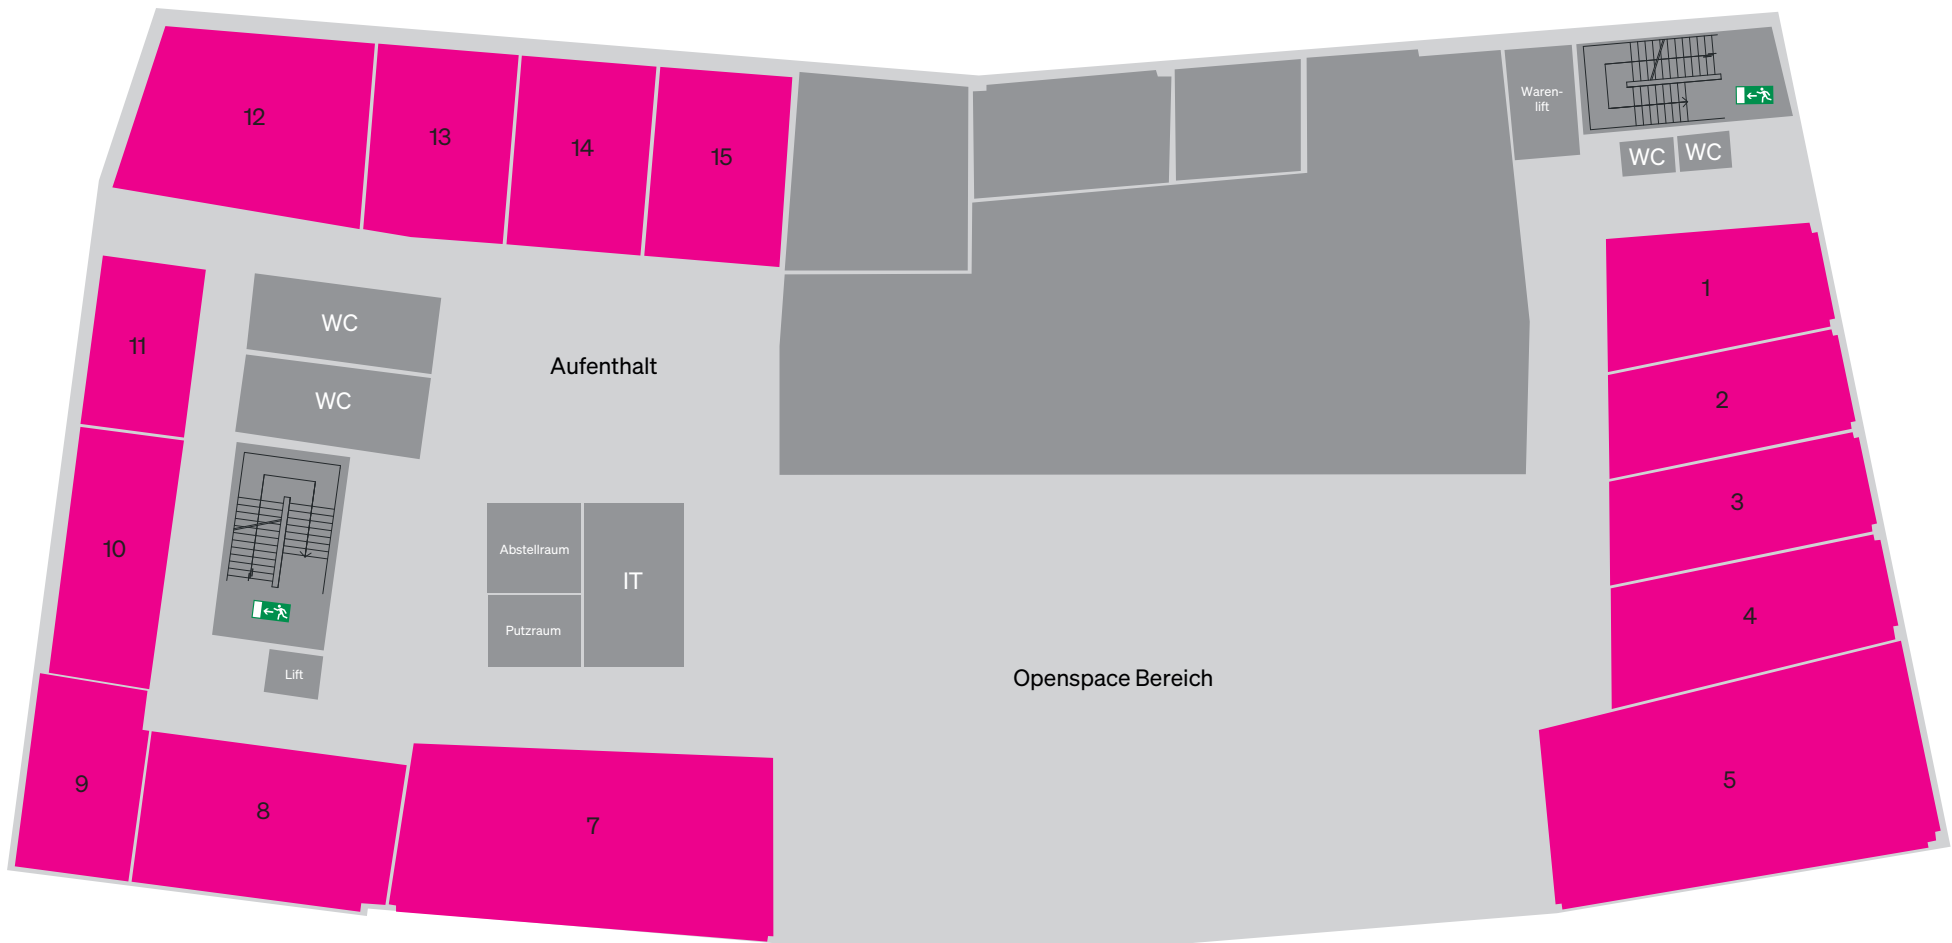 12
13
14
15
Waren-
lift
WC
WC
1
11
WC
Aufenthalt
2
WC
3
10
Abstellraum
IT
Putzraum
4
Lift
Openspace Bereich
9
8
7
5